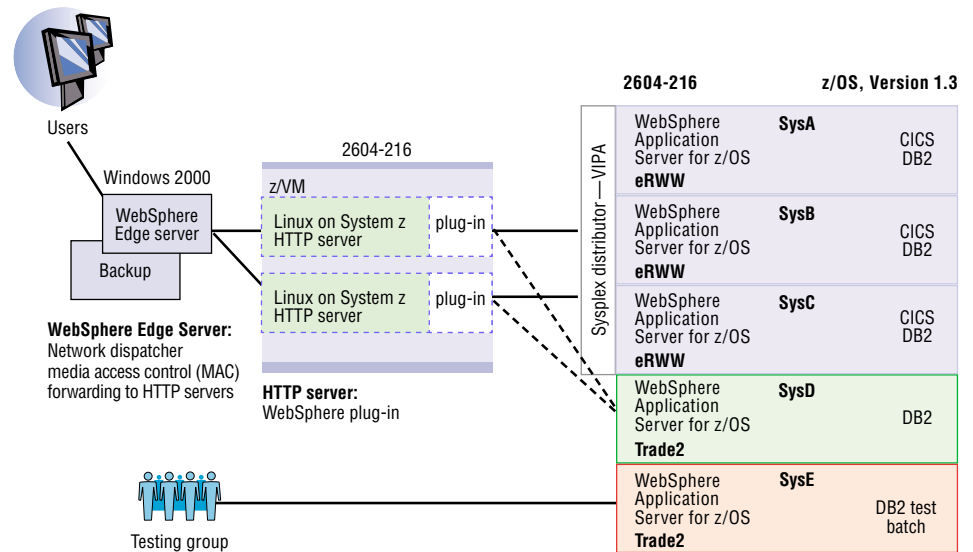 Users
Windows 2000
WebSphere
Edge server
Backup
WebSphere Edge Server:
Network dispatcher
media access control (MAC)
forwarding to HTTP servers
2604-216
z/VM
Linux on System z
HTTP server
plug-in
Linux on System z
HTTP server
plug-in
HTTP server:
WebSphere plug-in
2604-216
z/OS, Version 1.3
Sysplex distributor — VIPA
WebSphere
Application
Server for z/OS
eRWW
SysA
CICS
DB2
WebSphere
Application
Server for z/OS
eRWW
SysB
CICS
DB2
WebSphere
Application
Server for z/OS
eRWW
SysC
CICS
DB2
WebSphere
Application
Server for z/OS
Trade2
SysD
DB2
WebSphere
Application
Server for z/OS
Trade2
SysE
DB2 test
batch
Testing group